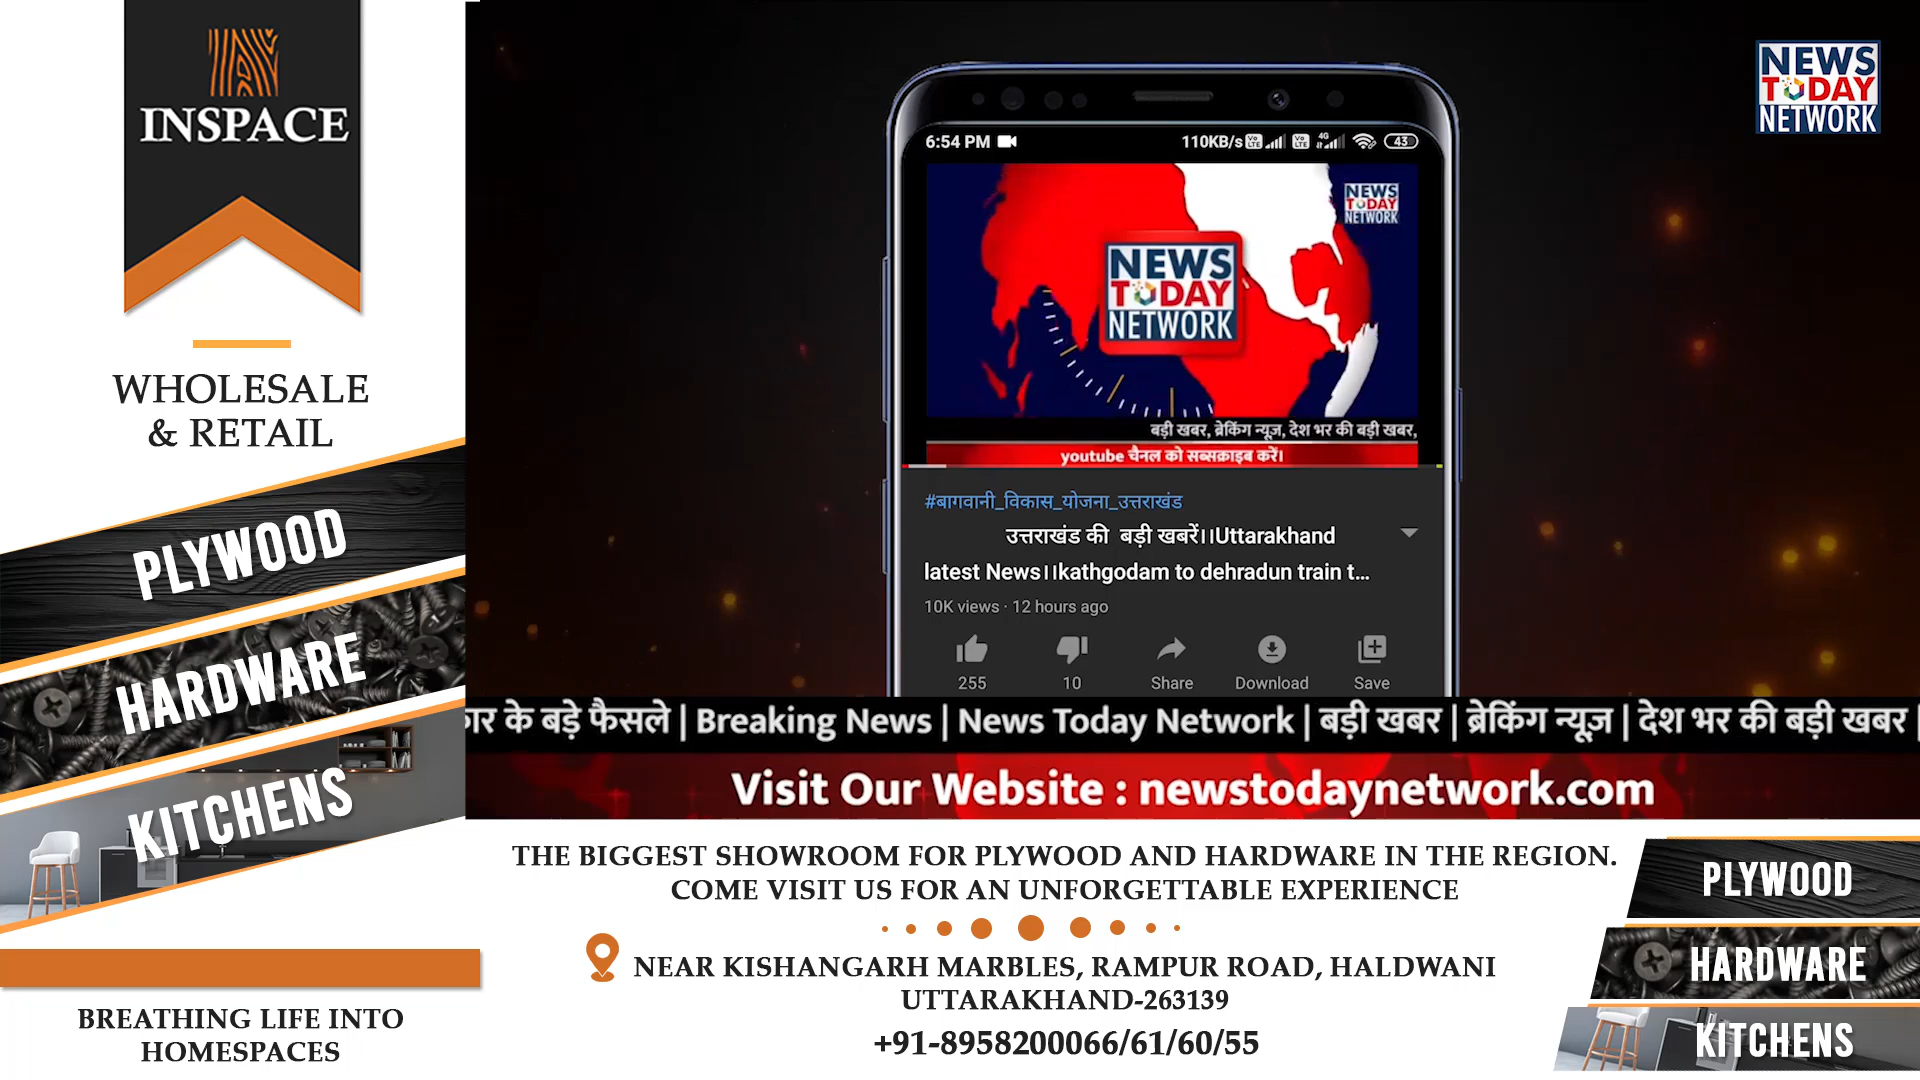 INSPACE
WHOLESALE
& RETAIL
PLYWOOD
HARDWARE
KITCHENS
BREATHING LIFE INTO
HOMESPACES
NEWS
TODAY
NETWORK
6:54 PM
110KB/s Vo LTE Vo LTE 4G 43
NEWS
TODAY
NETWORK
NEWS
TODAY
NETWORK
बड़ी खबर, ब्रेकिंग न्यूज़, देश भर की बड़ी खबर,
youtube चैनल को सब्सक्राइब करें।
#बागवानी_विकास_योजना_उत्तराखंड
उत्तराखंड की बड़ी खबरें।।Uttarakhand
latest News।।kathgodam to dehradun train t...
10K views · 12 hours ago
255 10 Share Download Save
ार के बड़े फैसले | Breaking News | News Today Network | बड़ी खबर | ब्रेकिंग न्यूज़ | देश भर की बड़ी खबर |
Visit Our Website : newstodaynetwork.com
THE BIGGEST SHOWROOM FOR PLYWOOD AND HARDWARE IN THE REGION.
COME VISIT US FOR AN UNFORGETTABLE EXPERIENCE
NEAR KISHANGARH MARBLES, RAMPUR ROAD, HALDWANI
UTTARAKHAND-263139
+91-8958200066/61/60/55
PLYWOOD
HARDWARE
KITCHENS